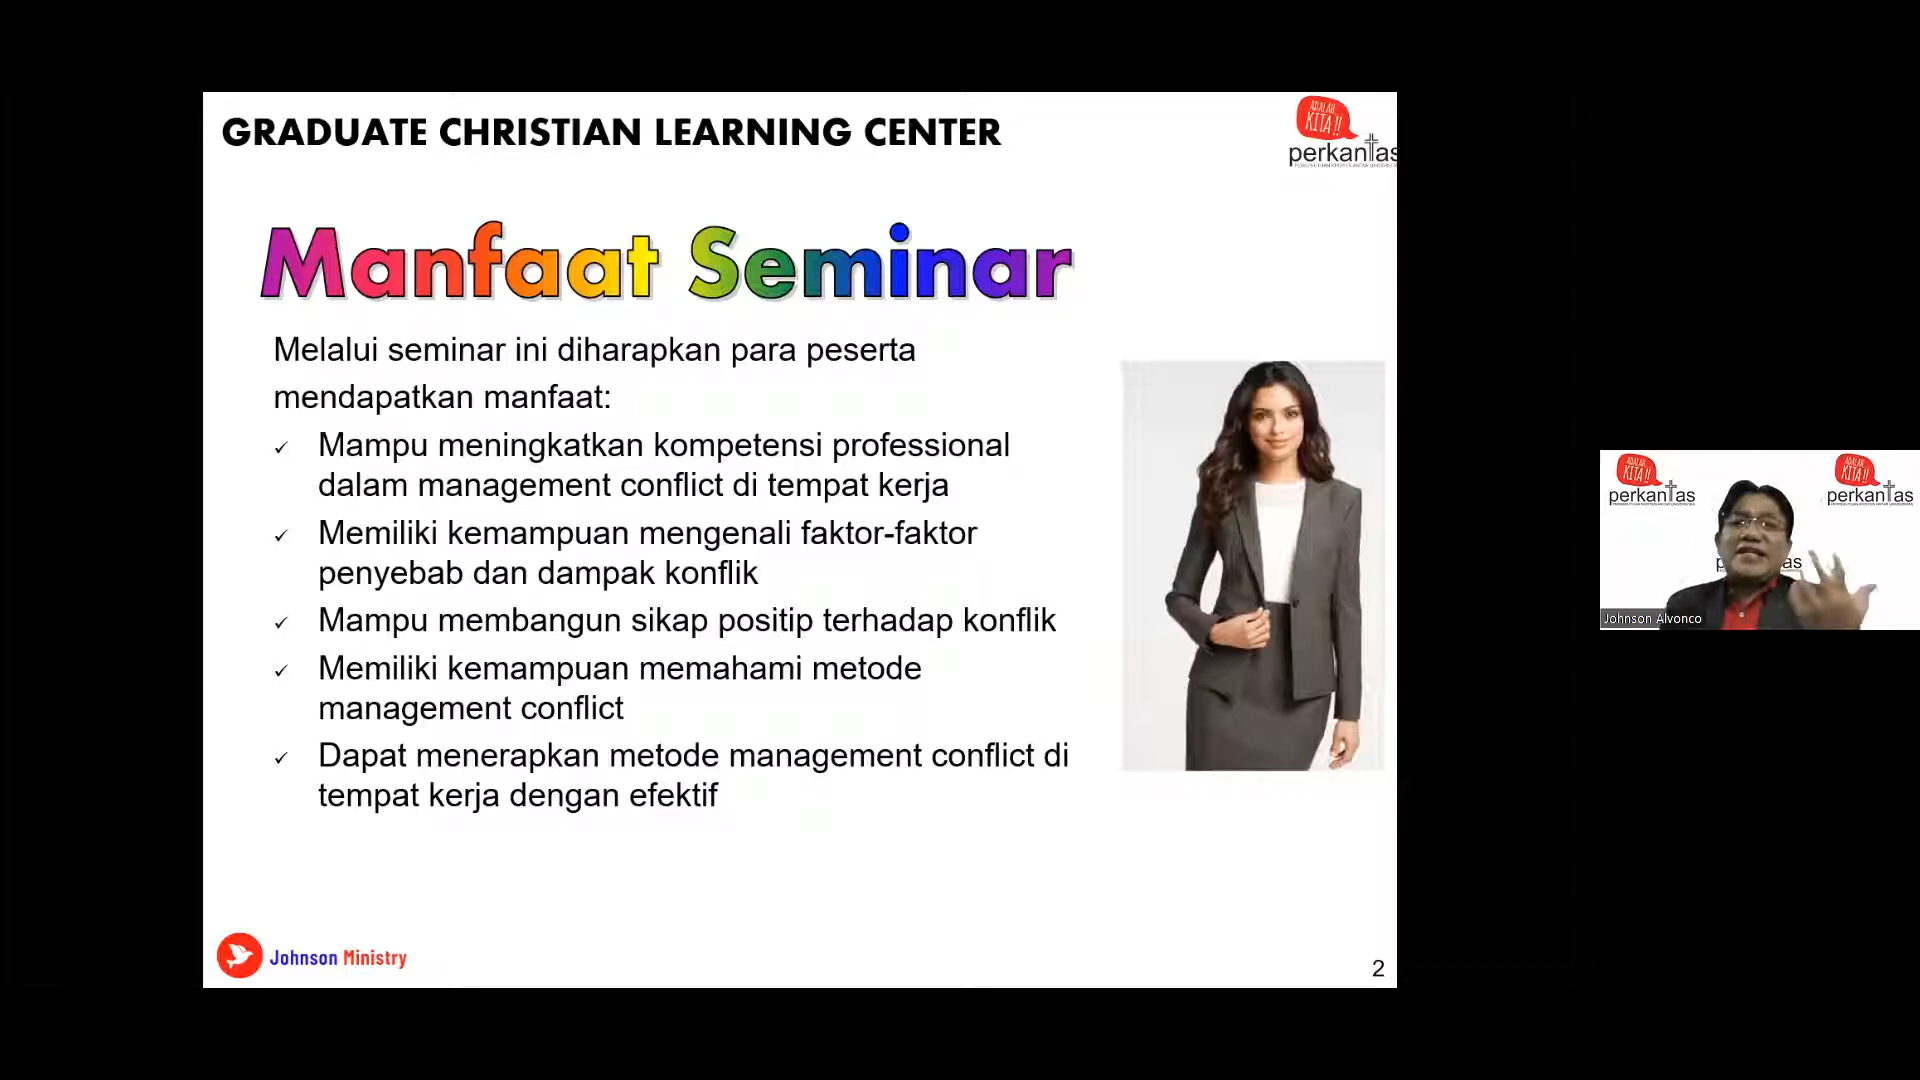 GRADUATE CHRISTIAN LEARNING CENTER
ADALAH
KITA!!
perkantas
Manfaat Seminar
Melalui seminar ini diharapkan para peserta
mendapatkan manfaat:
✓ Mampu meningkatkan kompetensi professional
dalam management conflict di tempat kerja
✓ Memiliki kemampuan mengenali faktor-faktor
penyebab dan dampak konflik
✓ Mampu membangun sikap positip terhadap konflik
✓ Memiliki kemampuan memahami metode
management conflict
✓ Dapat menerapkan metode management conflict di
tempat kerja dengan efektif
Johnson Ministry
2
ADALAH
KITA!!
perkantas
ADALAH
KITA!!
perkantas
p as
Johnson Alvonco